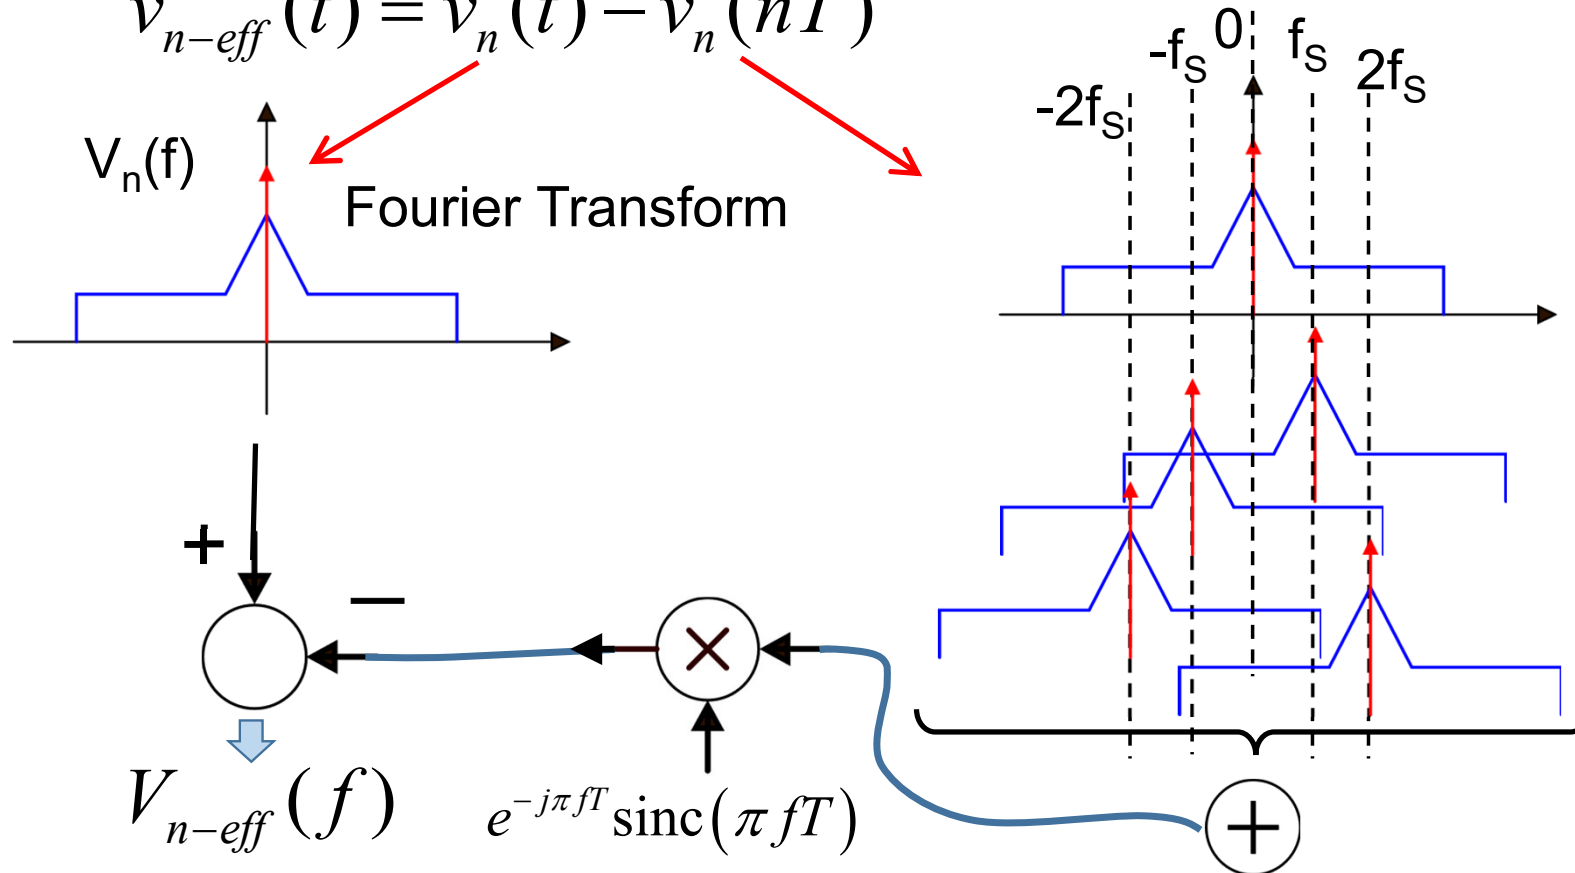 v_{n-eff}(t) = v_n(t) − v_n(nT)
-2f_S -f_S 0 f_S 2f_S
V_n(f)
Fourier Transform
+ −
V_{n-eff}(f)
e^{-jπfT} sinc(πfT)
+